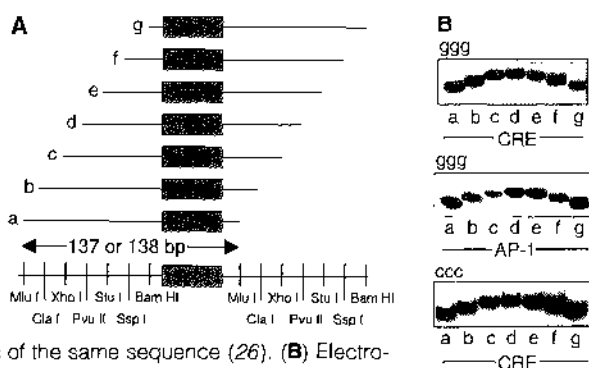 A
g
f
e
d
c
b
a
137 or 138 bp
Mlu I Xho I Stu I Bam HI Mlu I Xho I Stu I Bam HI
Cla I Pvu II Ssp I Cla I Pvu II Ssp I
s of the same sequence (26). (B) Electro-
B
ggg
a b c d e f g
CRE
ggg
a b c d e f g
AP-1
ccc
a b c d e f g
CRE